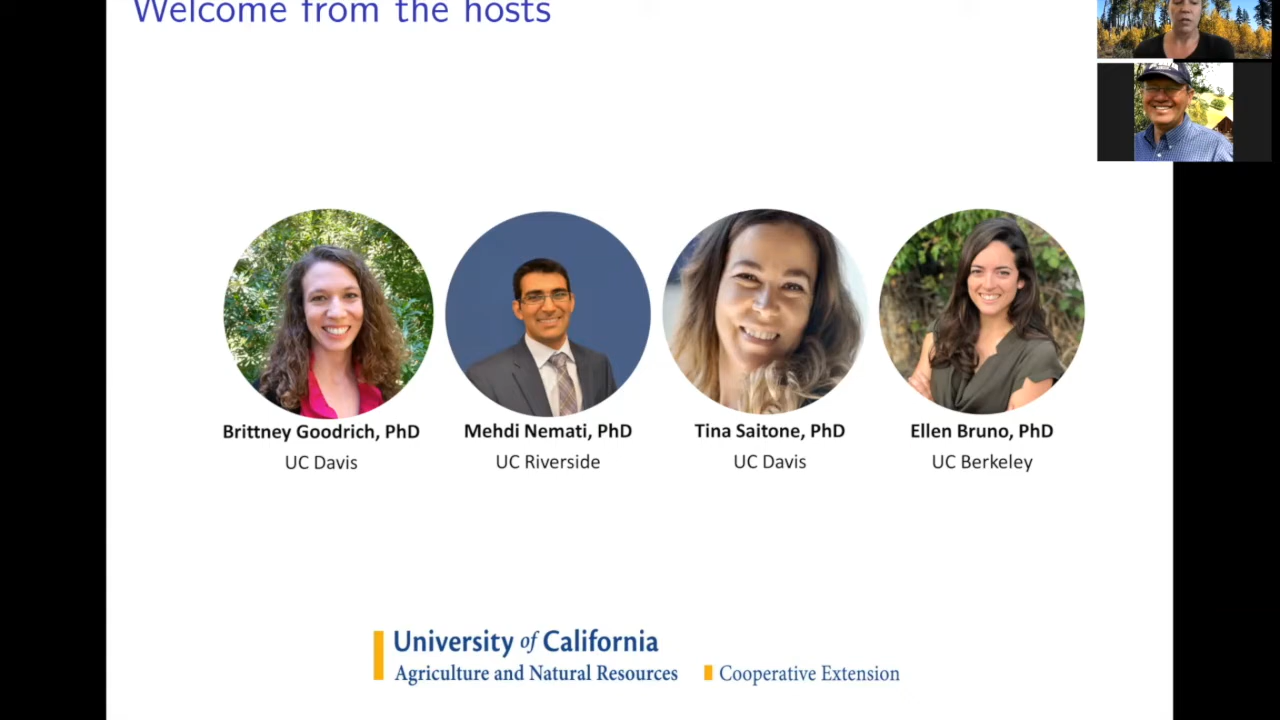 Welcome from the hosts
Brittney Goodrich, PhD
UC Davis
Mehdi Nemati, PhD
UC Riverside
Tina Saitone, PhD
UC Davis
Ellen Bruno, PhD
UC Berkeley
University of California
Agriculture and Natural Resources
Cooperative Extension